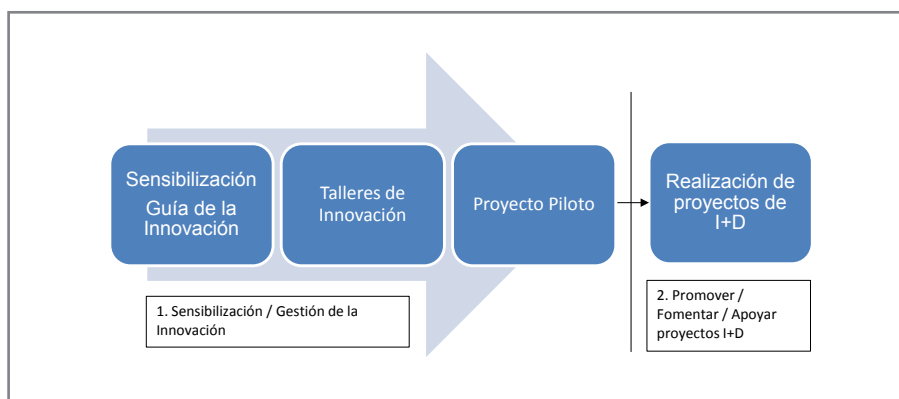 Sensibilización
Guía de la
Innovación
Talleres de
Innovación
Proyecto Piloto
Realización de
proyectos de
I+D
1. Sensibilización / Gestión de la
Innovación
2. Promover /
Fomentar / Apoyar
proyectos I+D